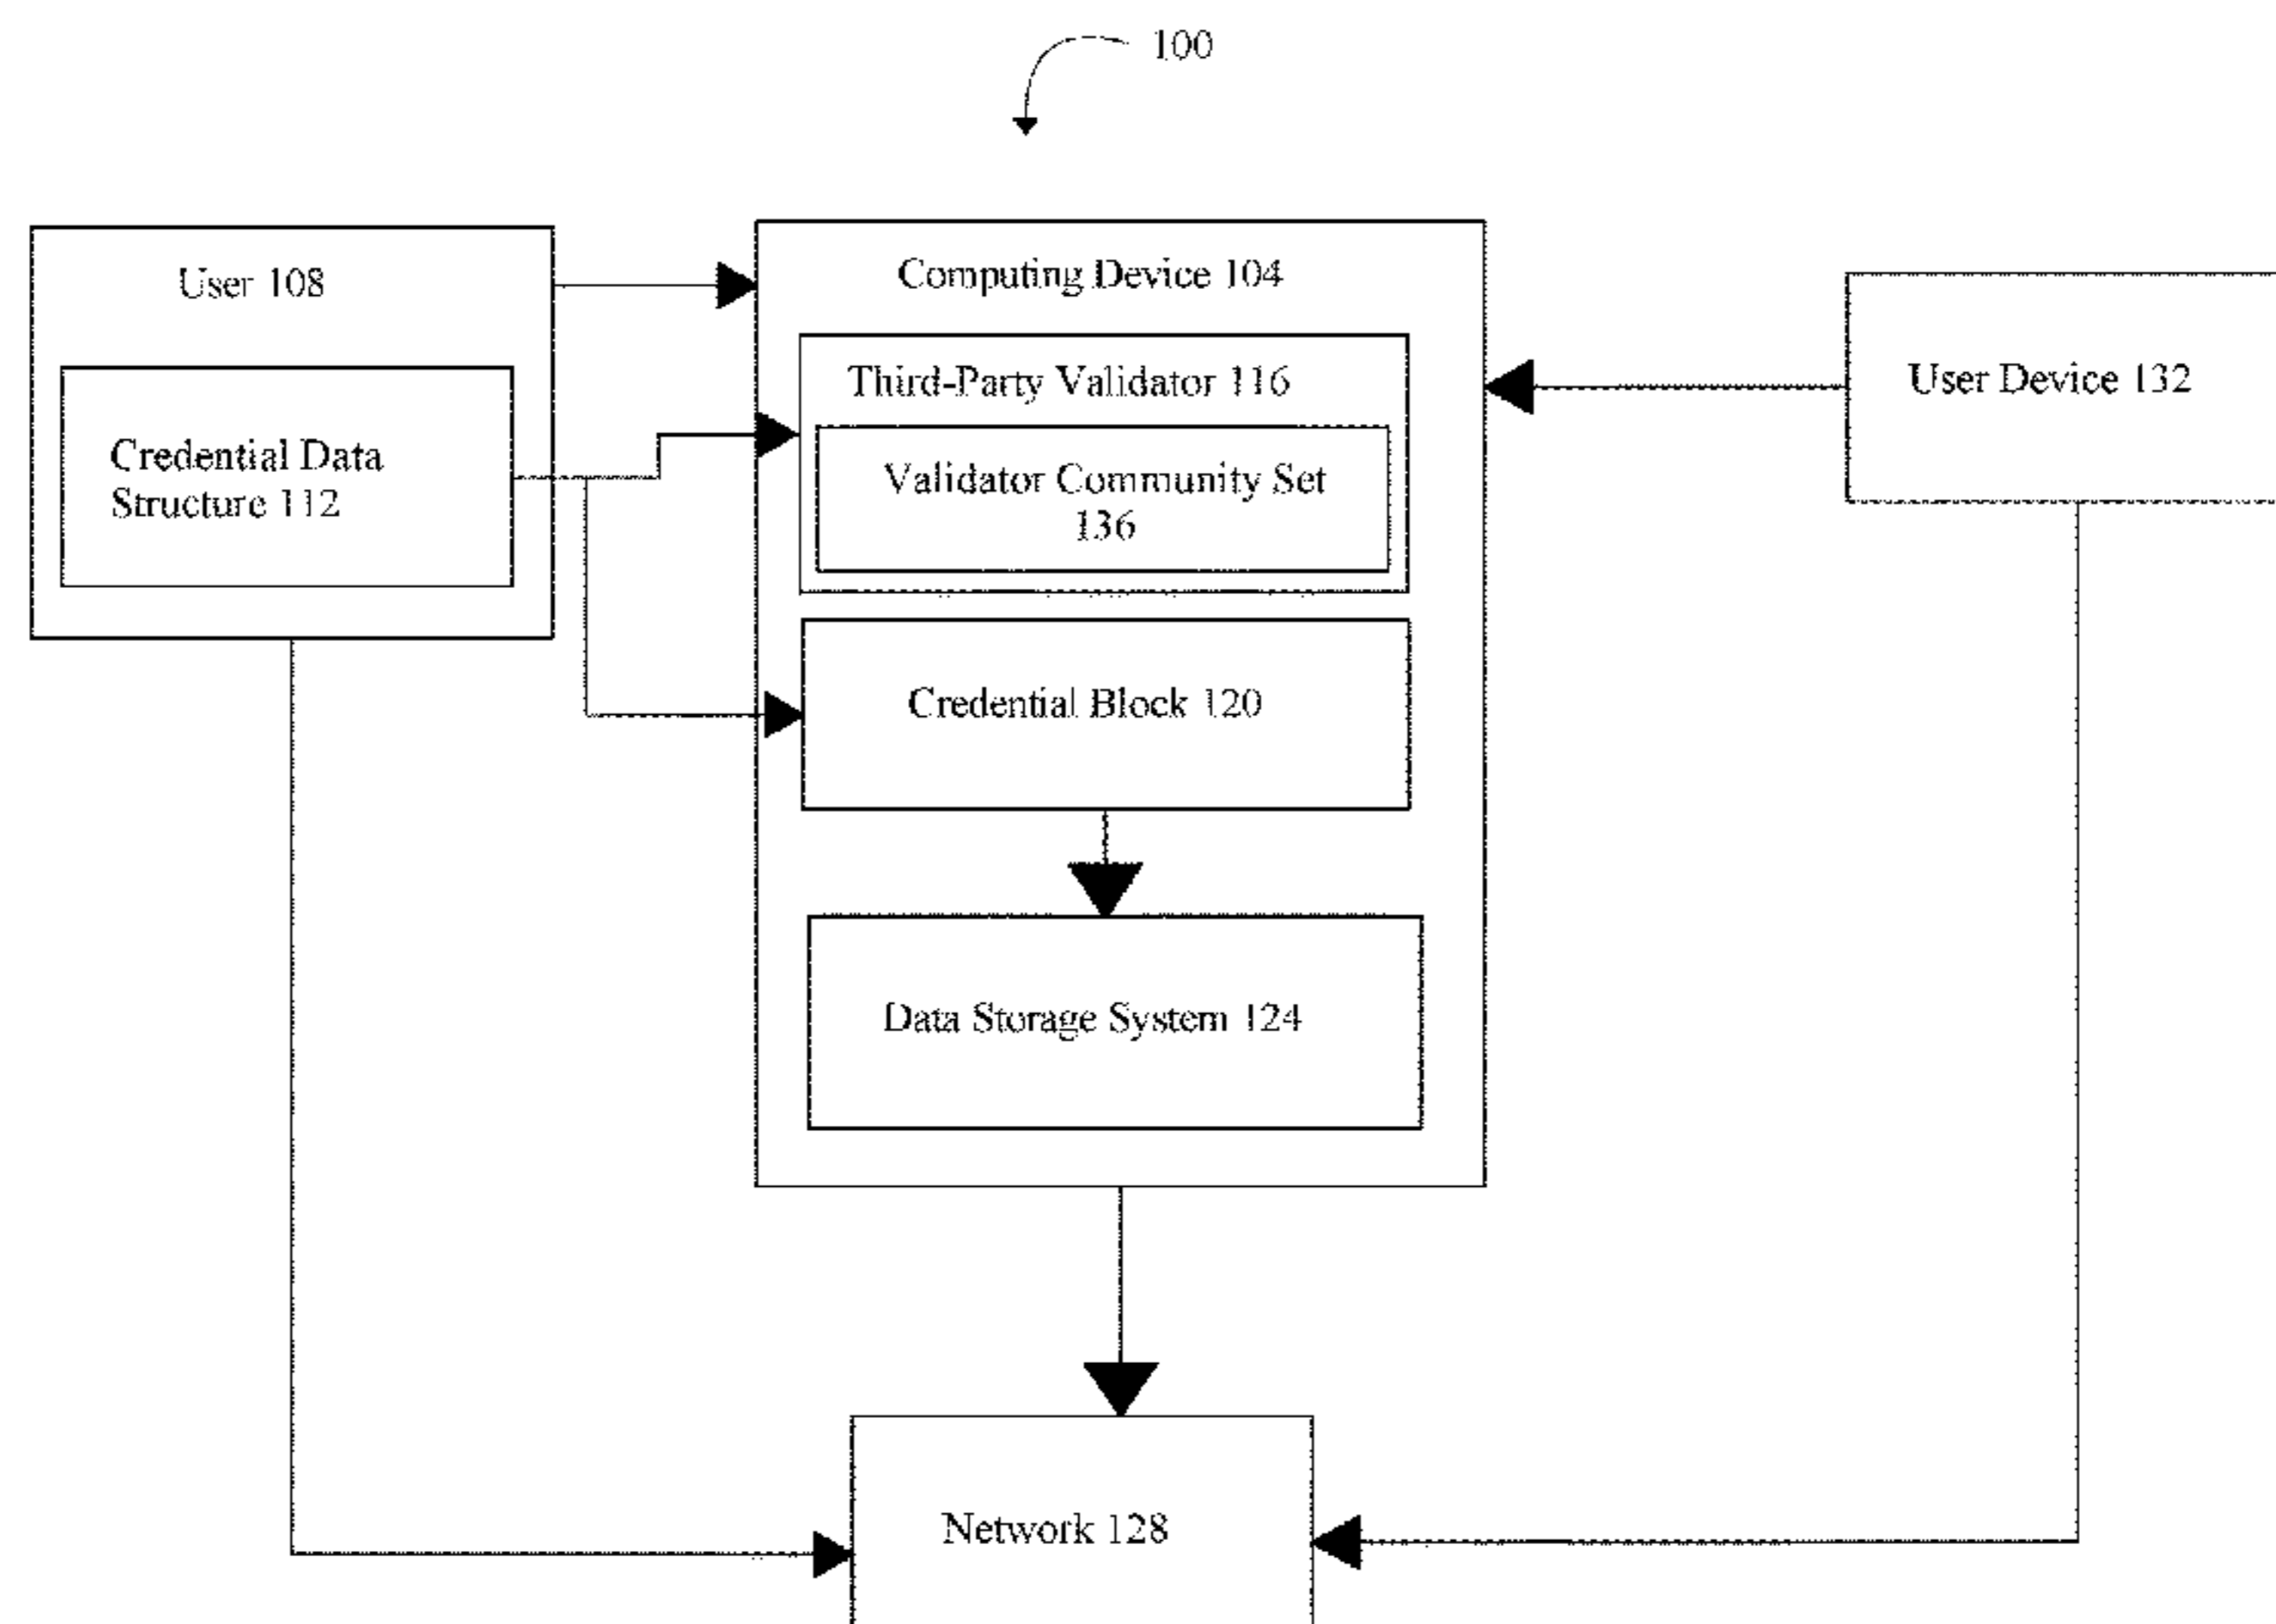 100
User 108
Credential Data
Structure 112
Computing Device 104
Third-Party Validator 116
Validator Community Set
136
Credential Block 120
Data Storage System 124
User Device 132
Network 128